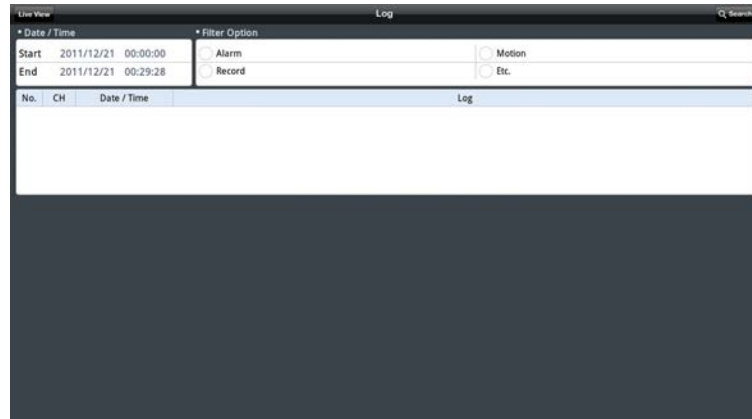 Live View Log Search
• Date / Time • Filter Option
Start 2011/12/21 00:00:00 Alarm Motion
End 2011/12/21 00:29:28 Record Etc.
No. CH Date / Time Log